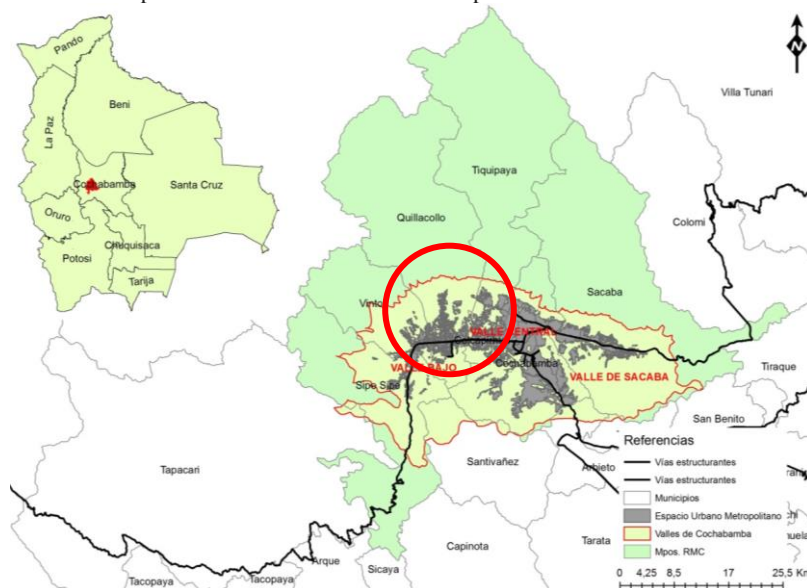 Pando
Beni
La Paz
Cochabamba
Santa Cruz
Oruro
Chuquisaca
Potosi
Tarija
N
Villa Tunari
Tiquipaya
Quillacollo
Colomi
Sacaba
Vinto
VALLE CENTRAL
Cochabamba
VALLE BAJO
VALLE DE SACABA
Sipe Sipe
Tiraque
San Benito
Tapacari
Santivañez
Arbieto
Tarata
Arque
Capinota
Sicaya
Tacopaya
Tacopaya
Referencias
Vías estructurantes
Vías estructurantes
Municipios
Espacio Urbano Metropolitano
Valles de Cochabamba
Mpos. RMC
0 4,25 8,5 17 25,5 Km